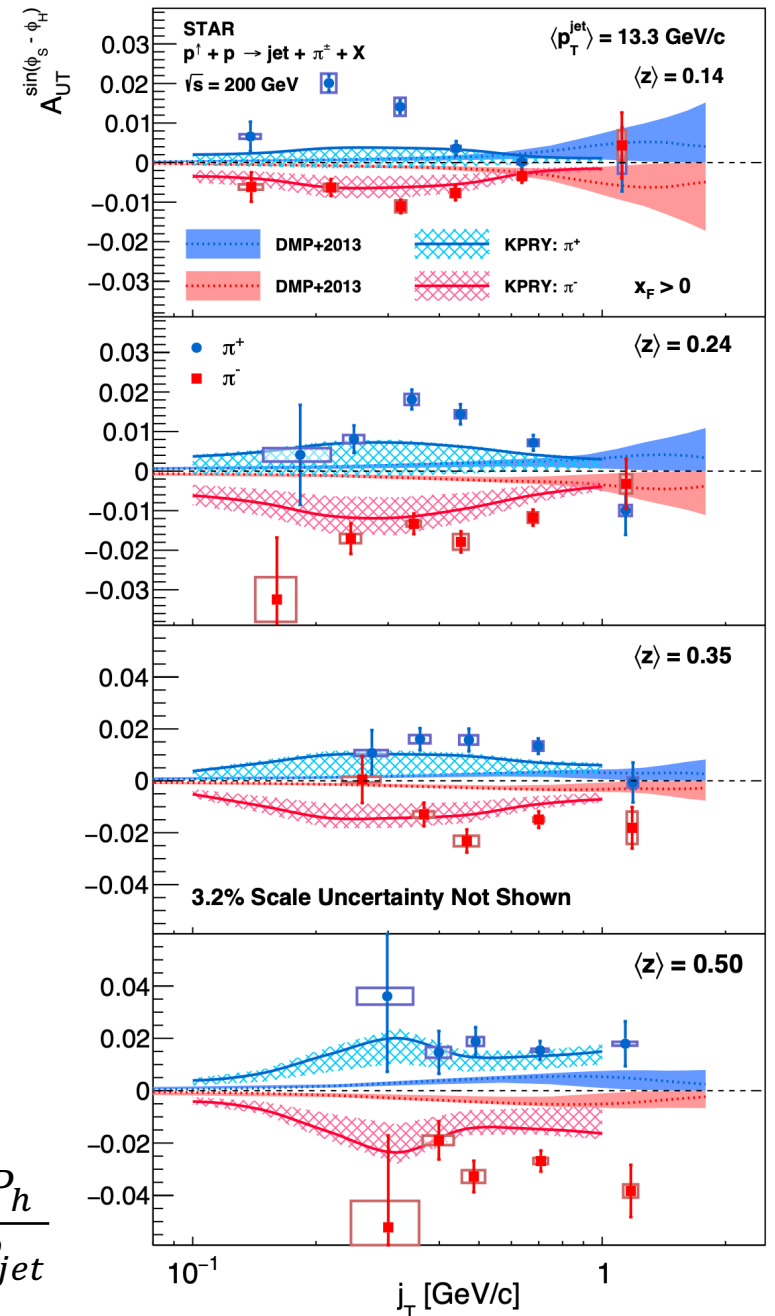 A_UT^sin(ϕ_S - ϕ_H)
STAR
p↑ + p → jet + π± + X
√s = 200 GeV
⟨p_T^jet⟩ = 13.3 GeV/c
⟨z⟩ = 0.14
0.03
0.02
0.01
0
−0.01
−0.02
−0.03
DMP+2013
KPRY: π+
DMP+2013
KPRY: π-
x_F > 0
π+
π-
⟨z⟩ = 0.24
0.03
0.02
0.01
0
−0.01
−0.02
−0.03
⟨z⟩ = 0.35
0.04
0.02
0
−0.02
−0.04
3.2% Scale Uncertainty Not Shown
⟨z⟩ = 0.50
0.04
0.02
0
−0.02
−0.04
P_h
jet
10^−1
1
j_T [GeV/c]